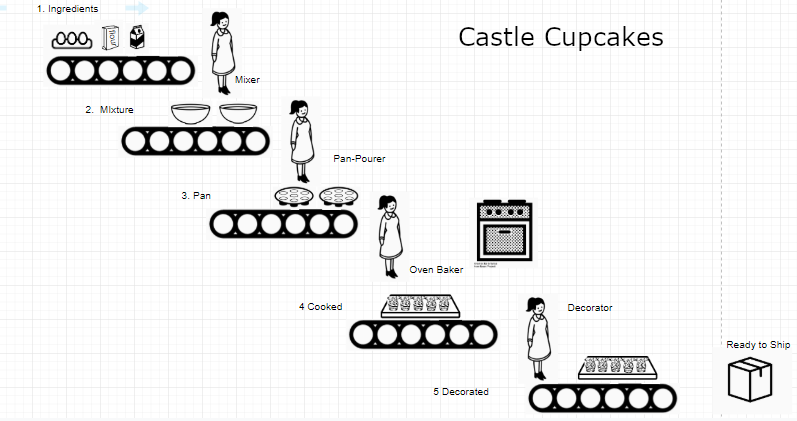 1. Ingredients
Castle Cupcakes
Mixer
2. Mixture
Pan-Pourer
3. Pan
Oven Baker
4 Cooked
Decorator
Ready to Ship
5 Decorated